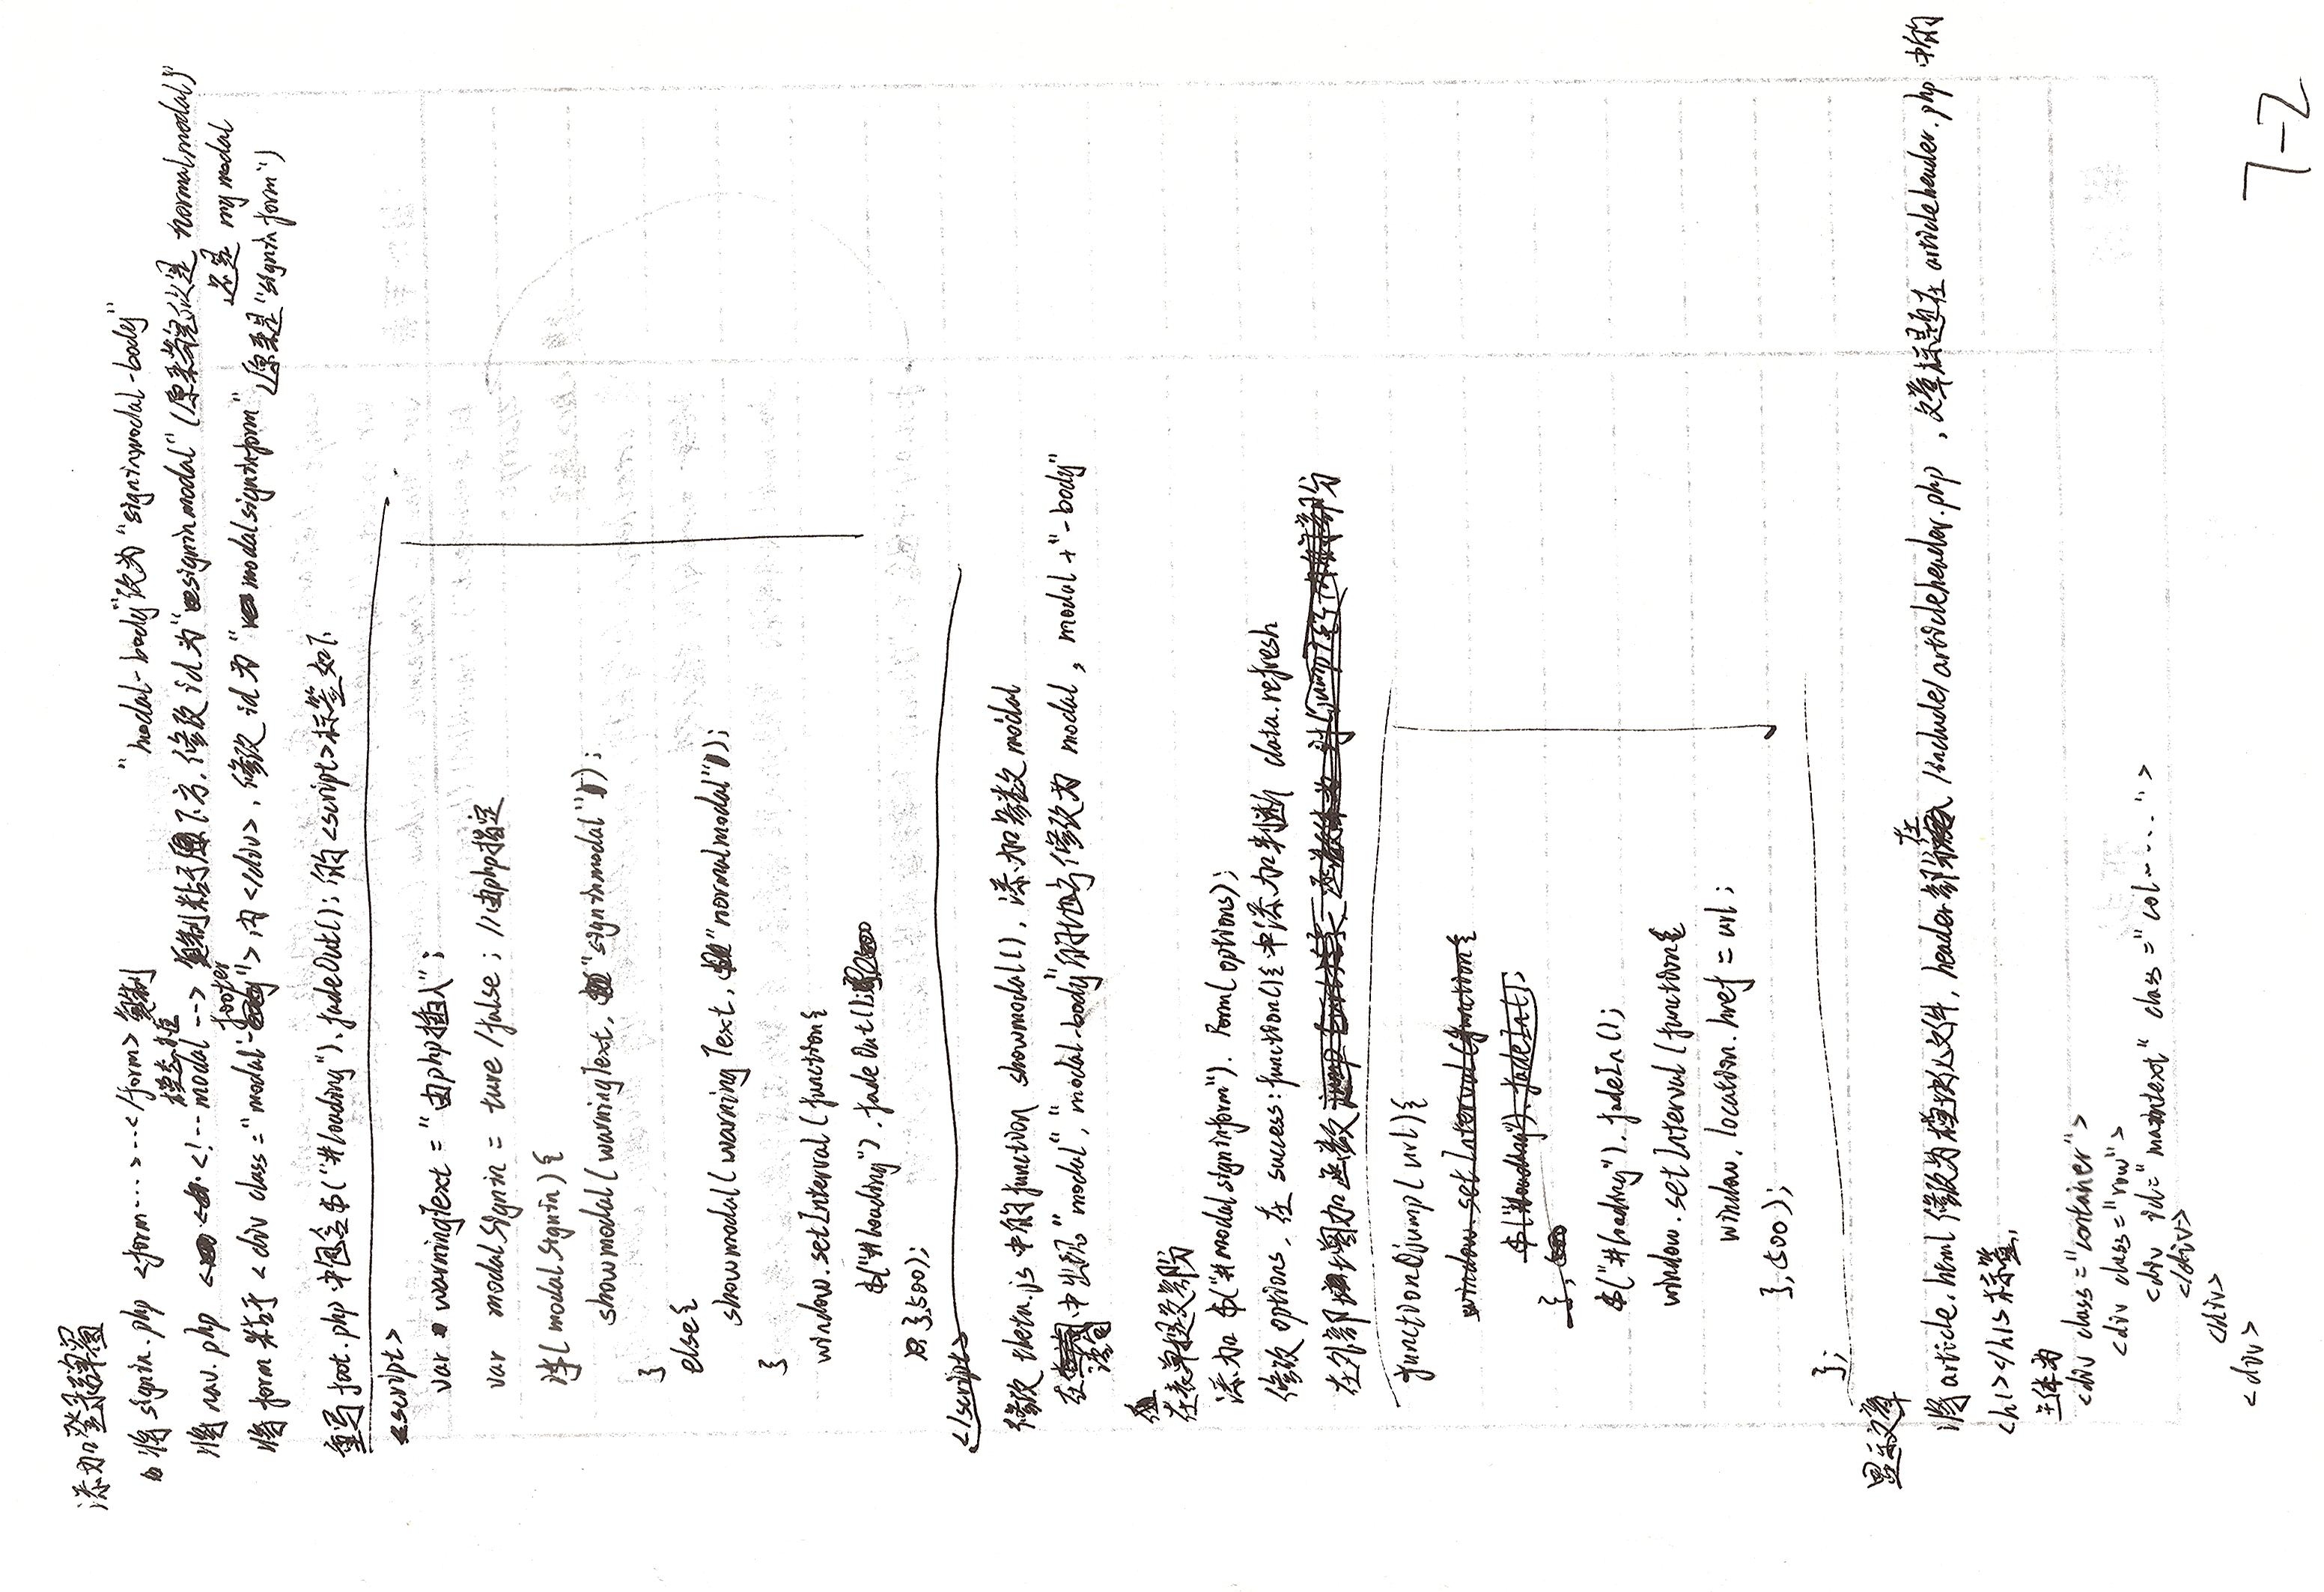 添加登录弹窗
将 signin.php <form...>...</form> 复制
"modal-body"改为"signinmodal-body"
将 nav.php <!-- modal --> 复制粘于原下方, 修改 id 为 "signinmodal" (原来当是 normalmodal)
模态框
还是 mymodal
将 form 粘于 <div class="modal-footer">内</div>, 修改 id 为 "modalsigninform" (原来是"signinform")
重写 foot.php 中包含 $("#loading").fadeOut(); 的 <script>标签如下
<script>
var warningText = "由php插入";
var modalSignin = ture/false; //由php指定
if(modalSignin){
showmodal(warningText, "signinmodal");
}
else{
showmodal(warningText, "normalmodal");
}
window.setInterval(function{
$("#loading").fadeOut();
},500);
</script>
修改 theta.js 中的 function showmodal(), 添加参数 modal
在语句中出现"modal", "modal-body"的地方修改为 modal, modal+"-body"
在表单提交部分
添加 $("#modalsigninform").Form(options);
修改 options, 在 success:function(){中添加判断 data.refresh
在外部增加函数
function jump(url){
window.setInterval(function{
$("#loading").fadeIn();
},
$("#loading").fadeIn();
window.setInterval(function{
window.location.href = url;
},500);
};
显示文章
将 article.html 修改为模块化文件, header 部分在 /include/articleheader.php, 文章标题在 articleheader.php 中的
<h1></h1>标签,
主体为
<div class="container">
<div class="row">
<div id="maintext" class="col-....">
</div>
</div>
<div>
7-2